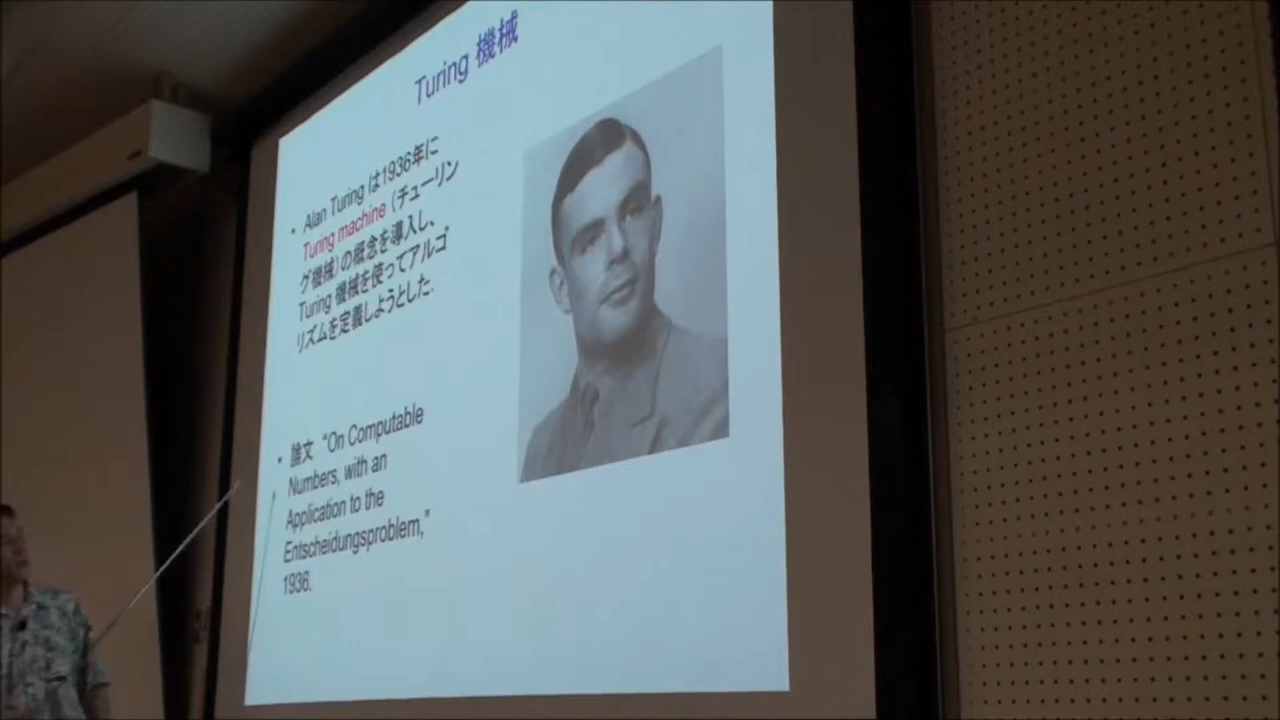 Turing 機械
• Alan Turing は1936年に
Turing machine (チューリン
グ機械) の概念を導入し、
Turing 機械を使ってアルゴ
リズムを定義しようとした.
• 論文 “On Computable
Numbers, with an
Application to the
Entscheidungsproblem,”
1936.